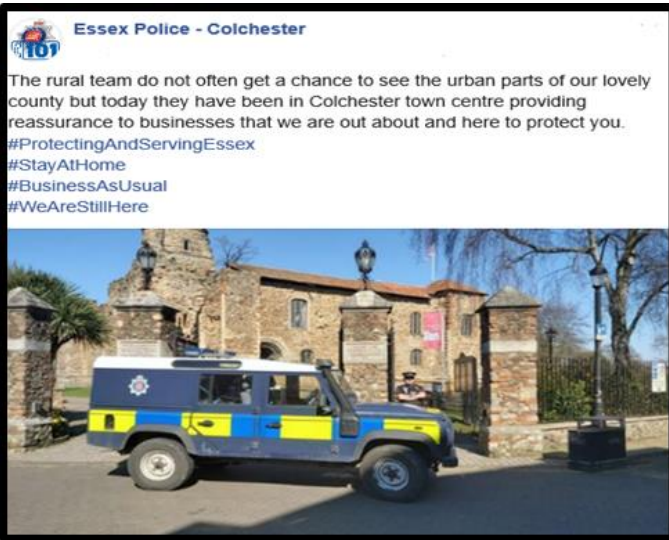 Essex Police - Colchester
101
The rural team do not often get a chance to see the urban parts of our lovely
county but today they have been in Colchester town centre providing
reassurance to businesses that we are out about and here to protect you.
#ProtectingAndServingEssex
#StayAtHome
#BusinessAsUsual
#WeAreStillHere